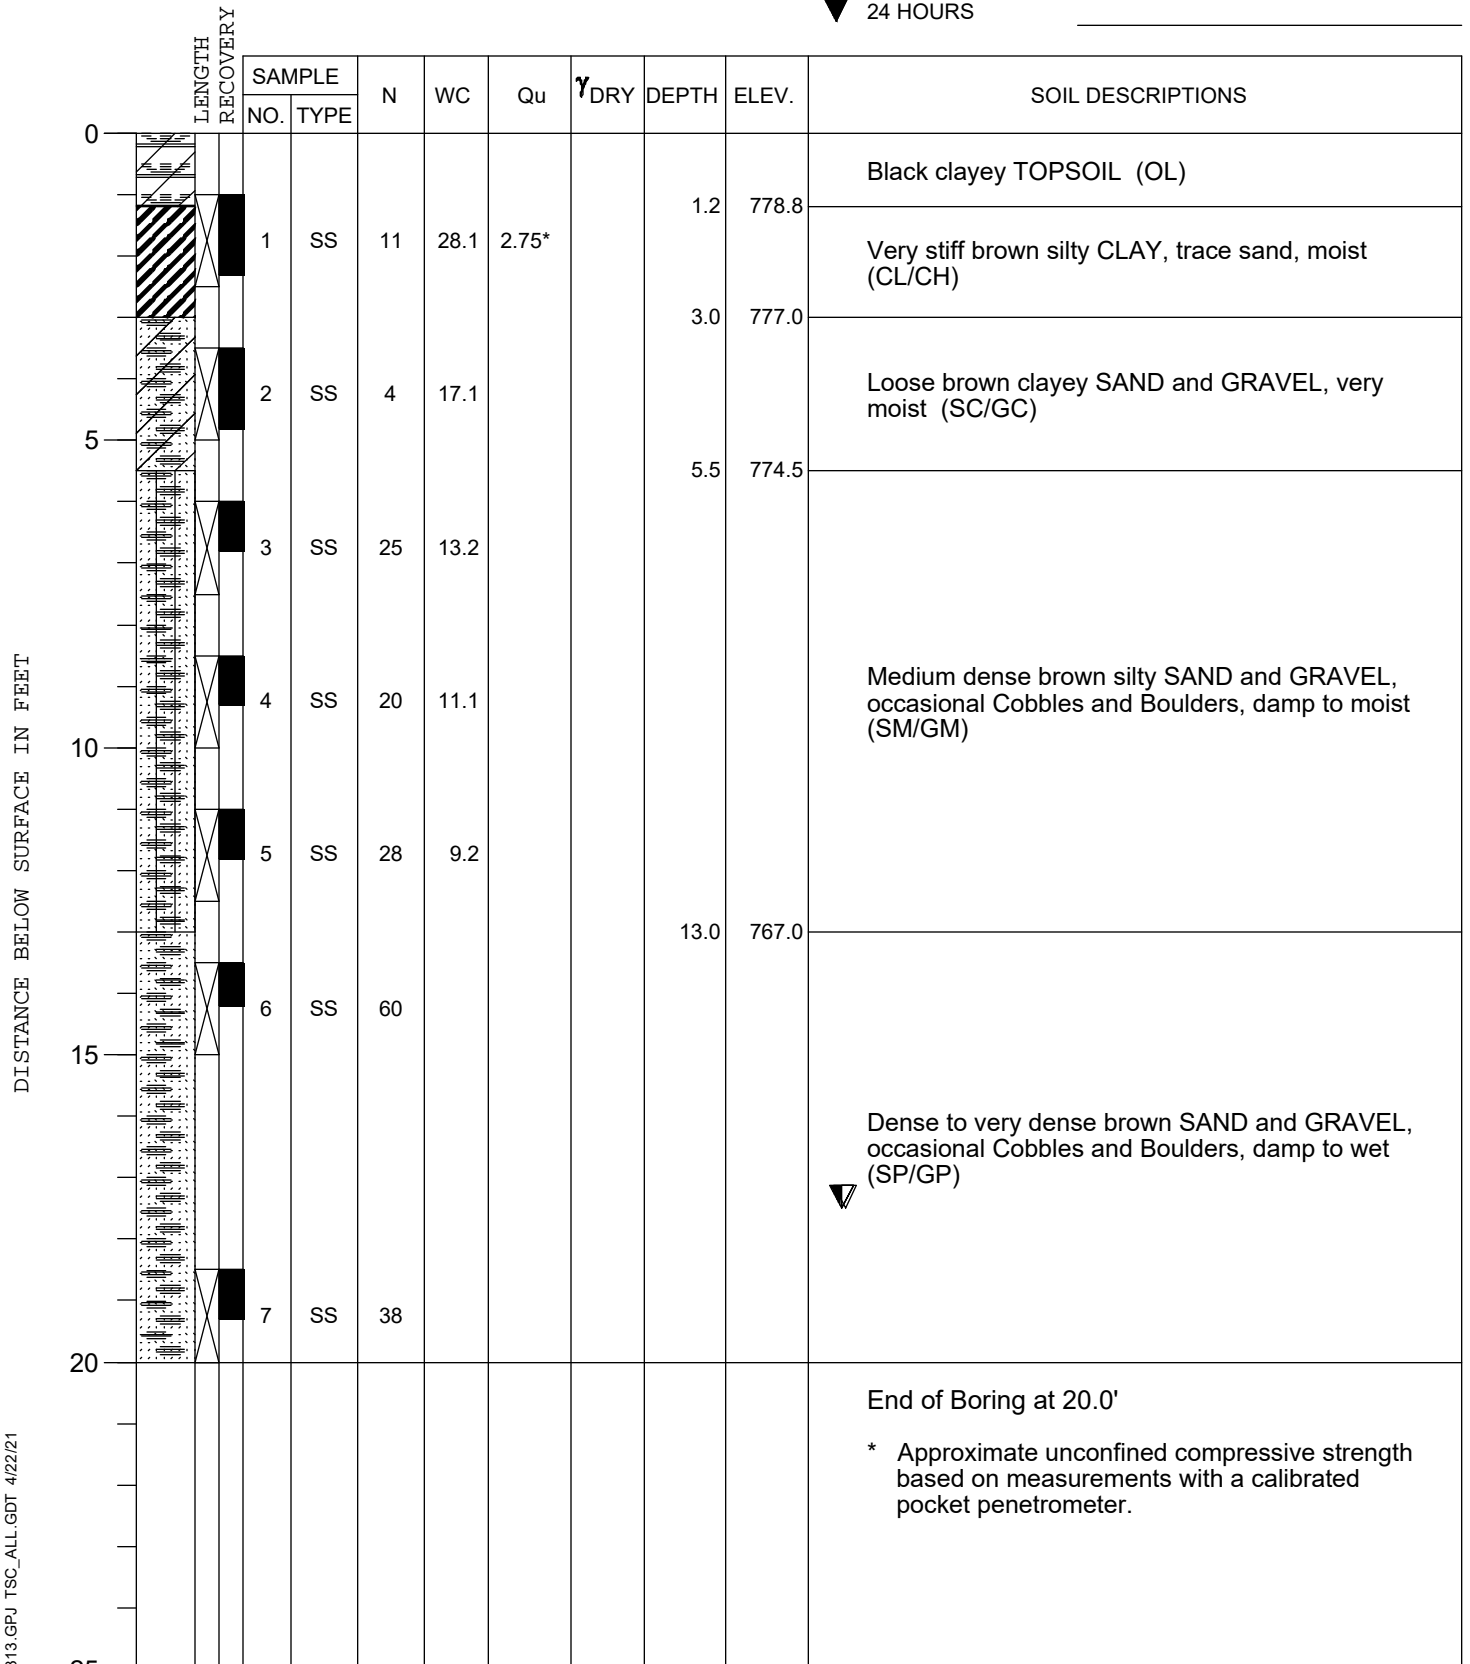 24 HOURS
LENGTH
RECOVERY
SAMPLE
NO. TYPE N WC Qu γDRY DEPTH ELEV. SOIL DESCRIPTIONS
0
Black clayey TOPSOIL (OL)
1.2 778.8
1 SS 11 28.1 2.75*
Very stiff brown silty CLAY, trace sand, moist
(CL/CH)
3.0 777.0
2 SS 4 17.1
Loose brown clayey SAND and GRAVEL, very
moist (SC/GC)
5
5.5 774.5
3 SS 25 13.2
4 SS 20 11.1
Medium dense brown silty SAND and GRAVEL,
occasional Cobbles and Boulders, damp to moist
(SM/GM)
10
5 SS 28 9.2
13.0 767.0
6 SS 60
15
Dense to very dense brown SAND and GRAVEL,
occasional Cobbles and Boulders, damp to wet
(SP/GP)
7 SS 38
20
End of Boring at 20.0'
* Approximate unconfined compressive strength
based on measurements with a calibrated
pocket penetrometer.
DISTANCE BELOW SURFACE IN FEET
313.GPJ TSC_ALL.GDT 4/22/21